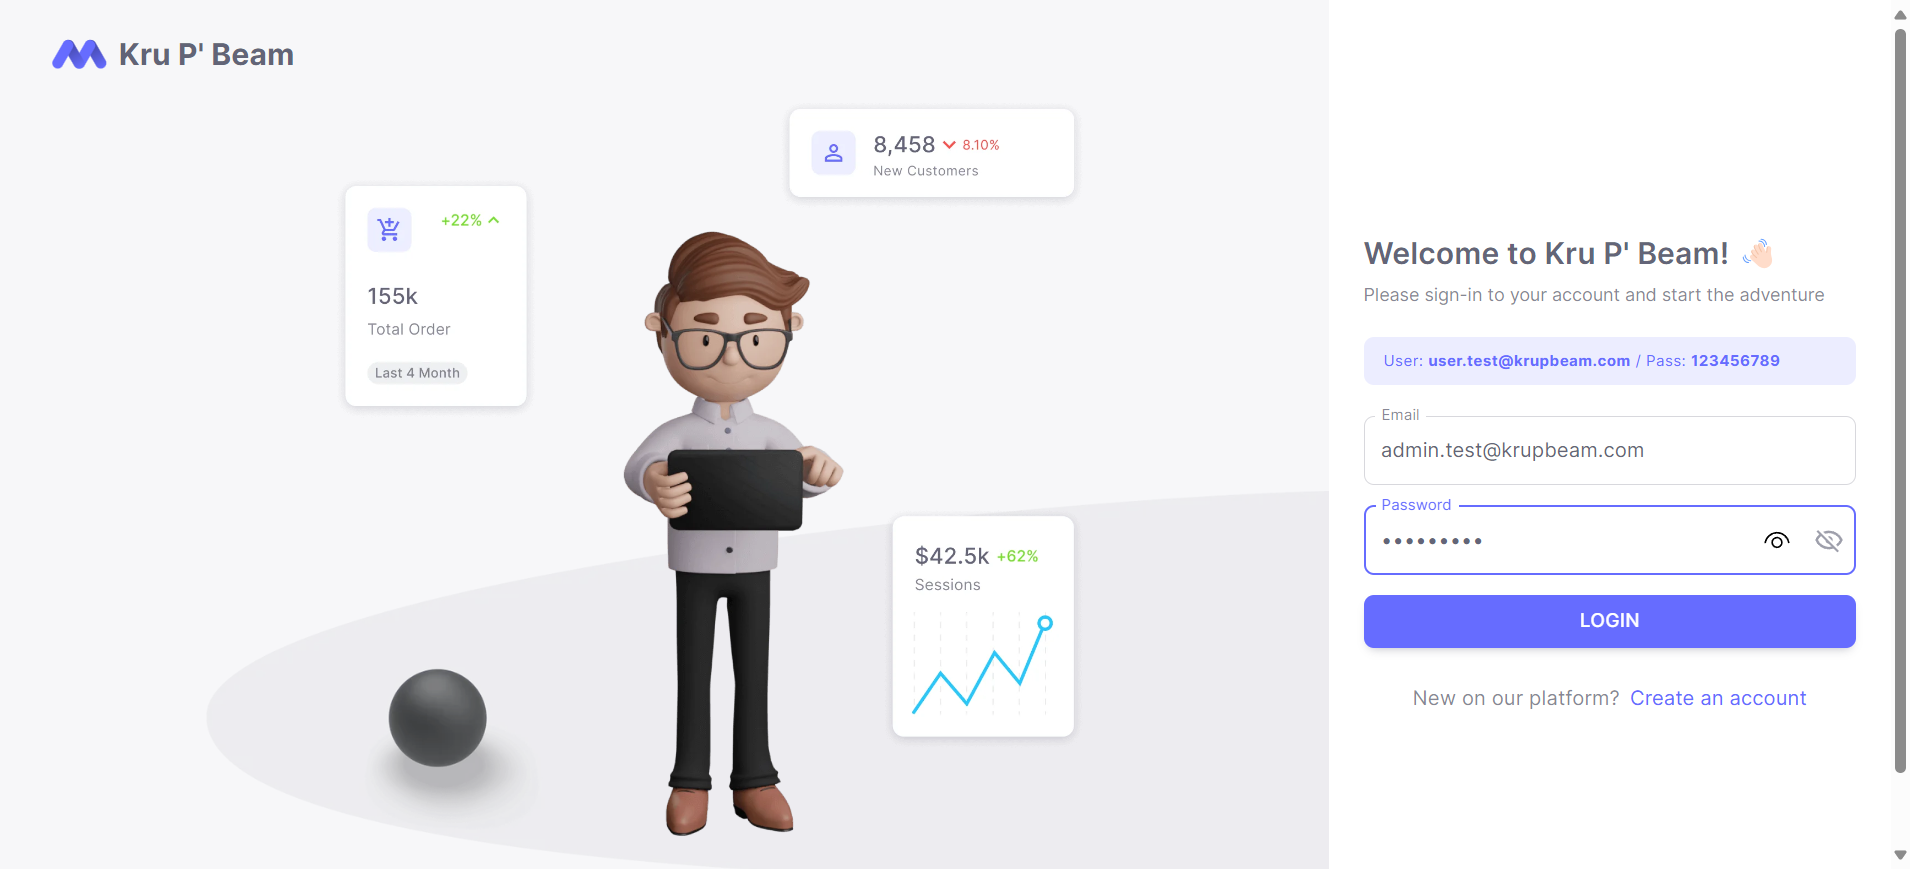 Kru P' Beam
8,458 8.10%
New Customers
+22%
155k
Total Order
Last 4 Month
$42.5k +62%
Sessions
Welcome to Kru P' Beam! 👋🏻
Please sign-in to your account and start the adventure
User: user.test@krupbeam.com / Pass: 123456789
Email
admin.test@krupbeam.com
Password
•••••••••
LOGIN
New on our platform? Create an account